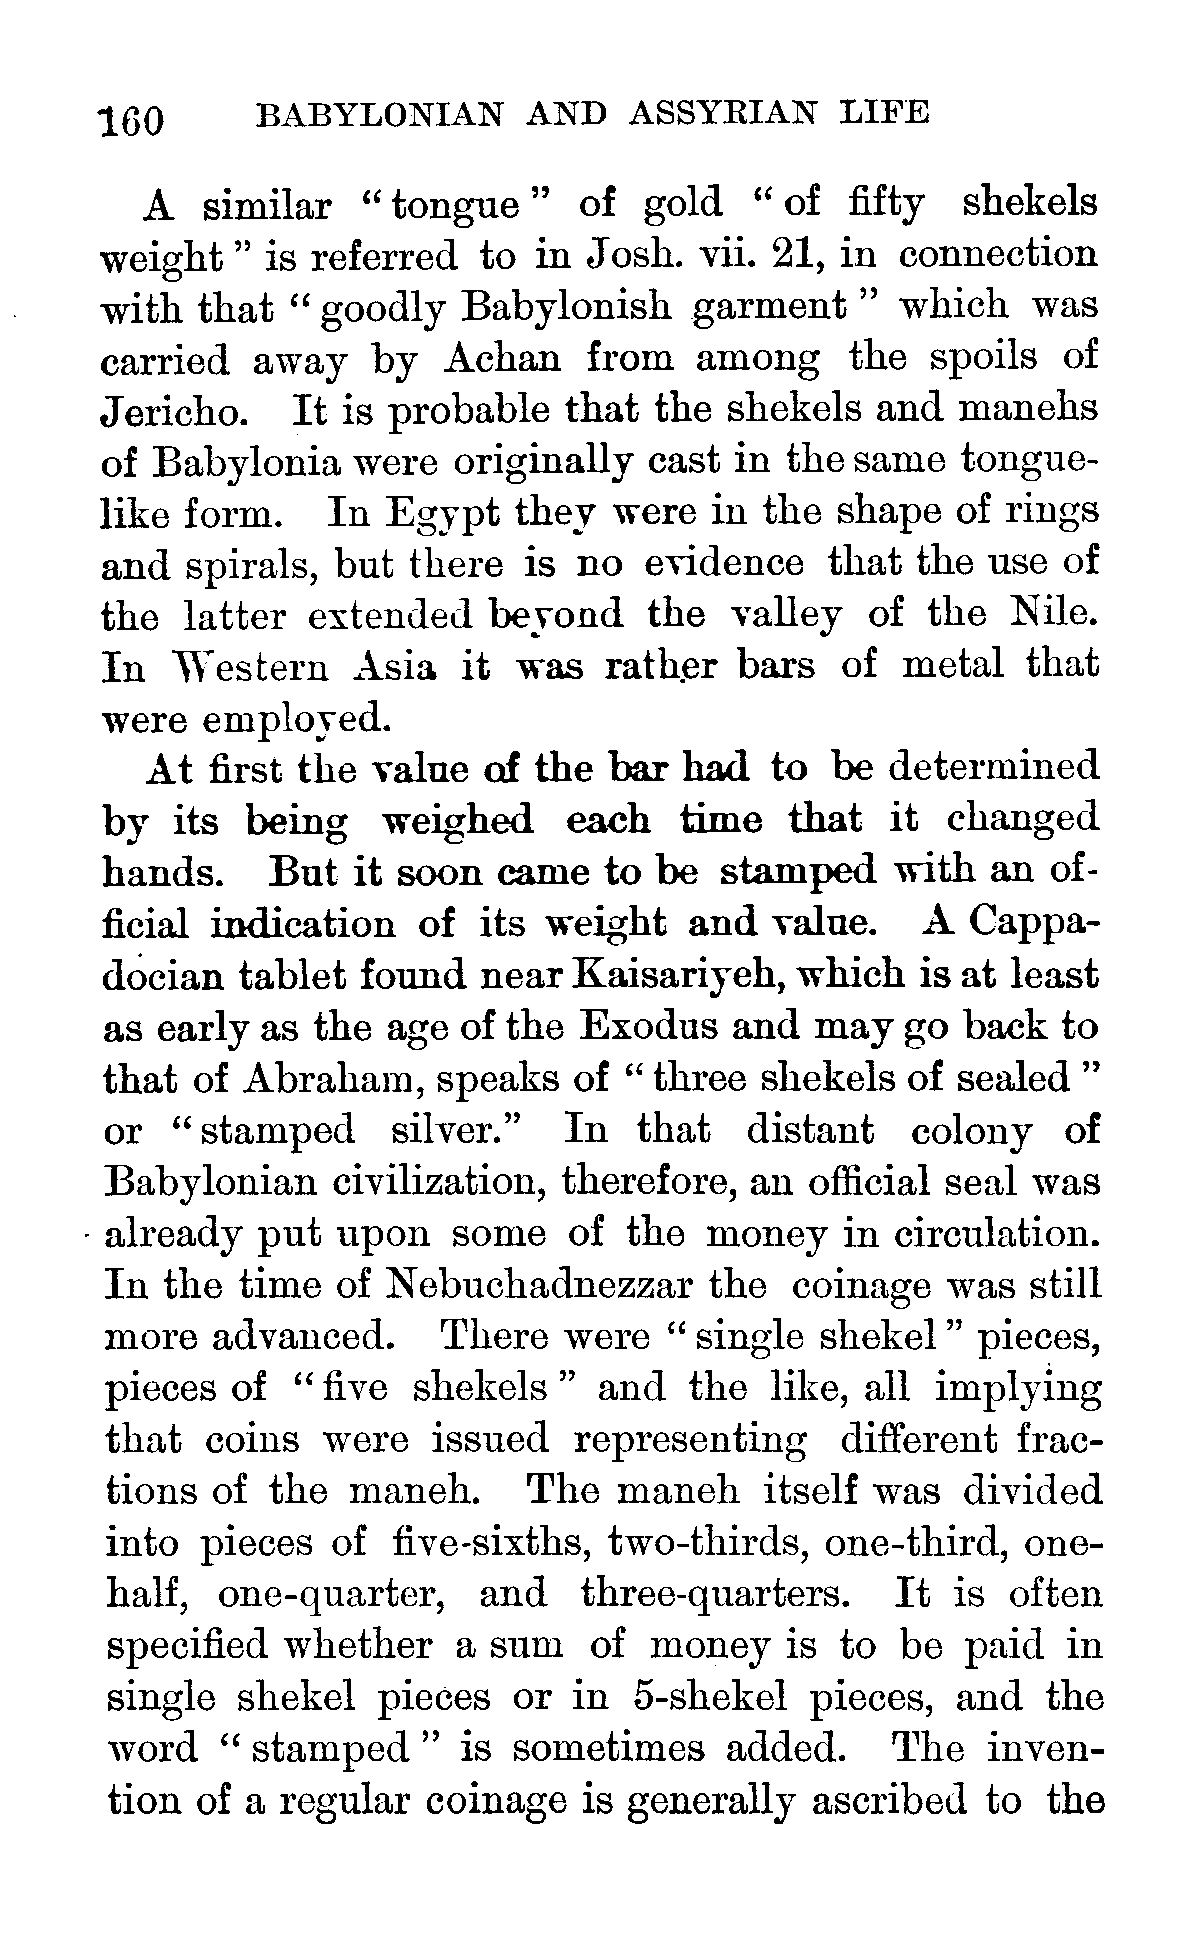 160 BABYLONIAN AND ASSYRIAN LIFE
A similar “tongue” of gold “of fifty shekels
weight” is referred to in Josh. vii. 21, in connection
with that “goodly Babylonish garment” which was
carried away by Achan from among the spoils of
Jericho. It is probable that the shekels and manehs
of Babylonia were originally cast in the same tongue-
like form. In Egypt they were in the shape of rings
and spirals, but there is no evidence that the use of
the latter extended beyond the valley of the Nile.
In Western Asia it was rather bars of metal that
were employed.
At first the value of the bar had to be determined
by its being weighed each time that it changed
hands. But it soon came to be stamped with an of-
ficial indication of its weight and value. A Cappa-
docian tablet found near Kaisariyeh, which is at least
as early as the age of the Exodus and may go back to
that of Abraham, speaks of “three shekels of sealed”
or “stamped silver.” In that distant colony of
Babylonian civilization, therefore, an official seal was
already put upon some of the money in circulation.
In the time of Nebuchadnezzar the coinage was still
more advanced. There were “single shekel” pieces,
pieces of “five shekels” and the like, all implying
that coins were issued representing different frac-
tions of the maneh. The maneh itself was divided
into pieces of five-sixths, two-thirds, one-third, one-
half, one-quarter, and three-quarters. It is often
specified whether a sum of money is to be paid in
single shekel pieces or in 5-shekel pieces, and the
word “stamped” is sometimes added. The inven-
tion of a regular coinage is generally ascribed to the